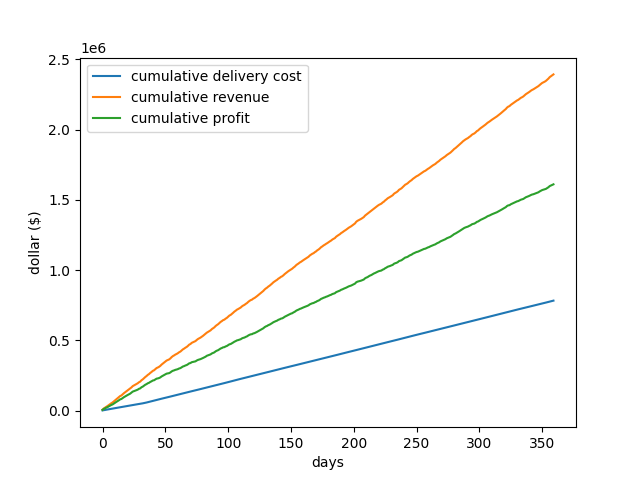 1e6
2.5
2.0
1.5
1.0
0.5
0.0
dollar ($)
cumulative delivery cost
cumulative revenue
cumulative profit
0 50 100 150 200 250 300 350
days